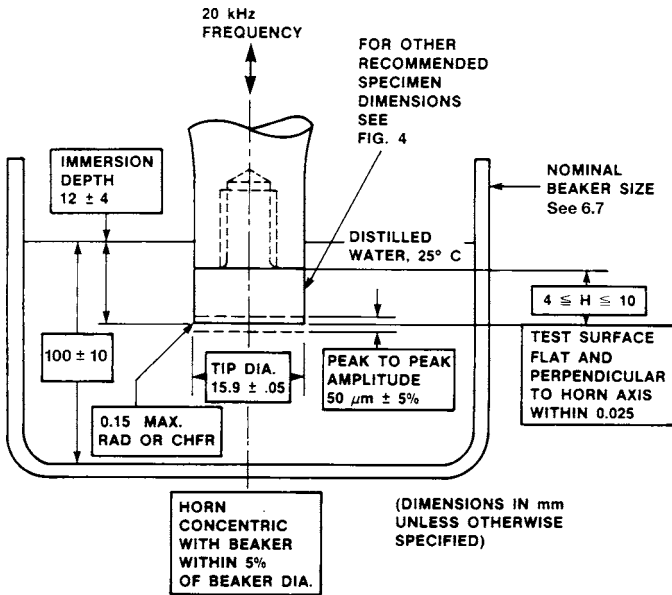 20 kHz
FREQUENCY
FOR OTHER
RECOMMENDED
SPECIMEN
DIMENSIONS
SEE
FIG. 4
IMMERSION
DEPTH
12 ± 4
NOMINAL
BEAKER SIZE
See 6.7
DISTILLED
WATER, 25° C
4 ≦ H ≦ 10
100 ± 10
TIP DIA.
15.9 ± .05
PEAK TO PEAK
AMPLITUDE
50 µm ± 5%
TEST SURFACE
FLAT AND
PERPENDICULAR
TO HORN AXIS
WITHIN 0.025
0.15 MAX.
RAD OR CHFR
HORN
CONCENTRIC
WITH BEAKER
WITHIN 5%
OF BEAKER DIA.
(DIMENSIONS IN mm
UNLESS OTHERWISE
SPECIFIED)